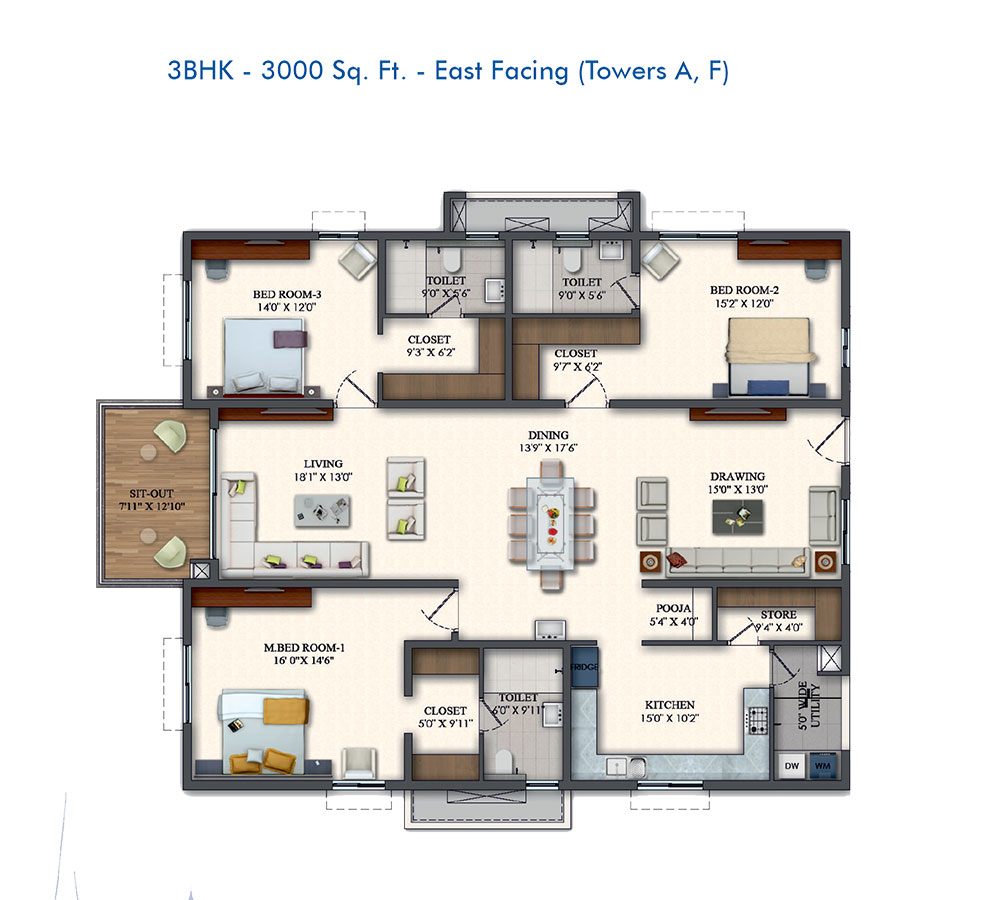 3BHK - 3000 Sq. Ft. - East Facing (Towers A, F)
BED ROOM-3
14'0" X 12'0"
TOILET
9'0" X 5'6"
TOILET
9'0" X 5'6"
BED ROOM-2
15'2" X 12'0"
CLOSET
9'3" X 6'2"
CLOSET
9'7" X 6'2"
DINING
13'9" X 17'6"
LIVING
18'1" X 13'0"
DRAWING
15'0" X 13'0"
SIT-OUT
7'11" X 12'10"
POOJA
5'4" X 4'0"
STORE
9'4" X 4'0"
M.BED ROOM-1
16' 0"X 14'6"
FRIDGE
TOILET
6'0" X 9'11"
CLOSET
5'0" X 9'11"
KITCHEN
15'0" X 10'2"
5'0" WIDE
UTILITY
DW
WM